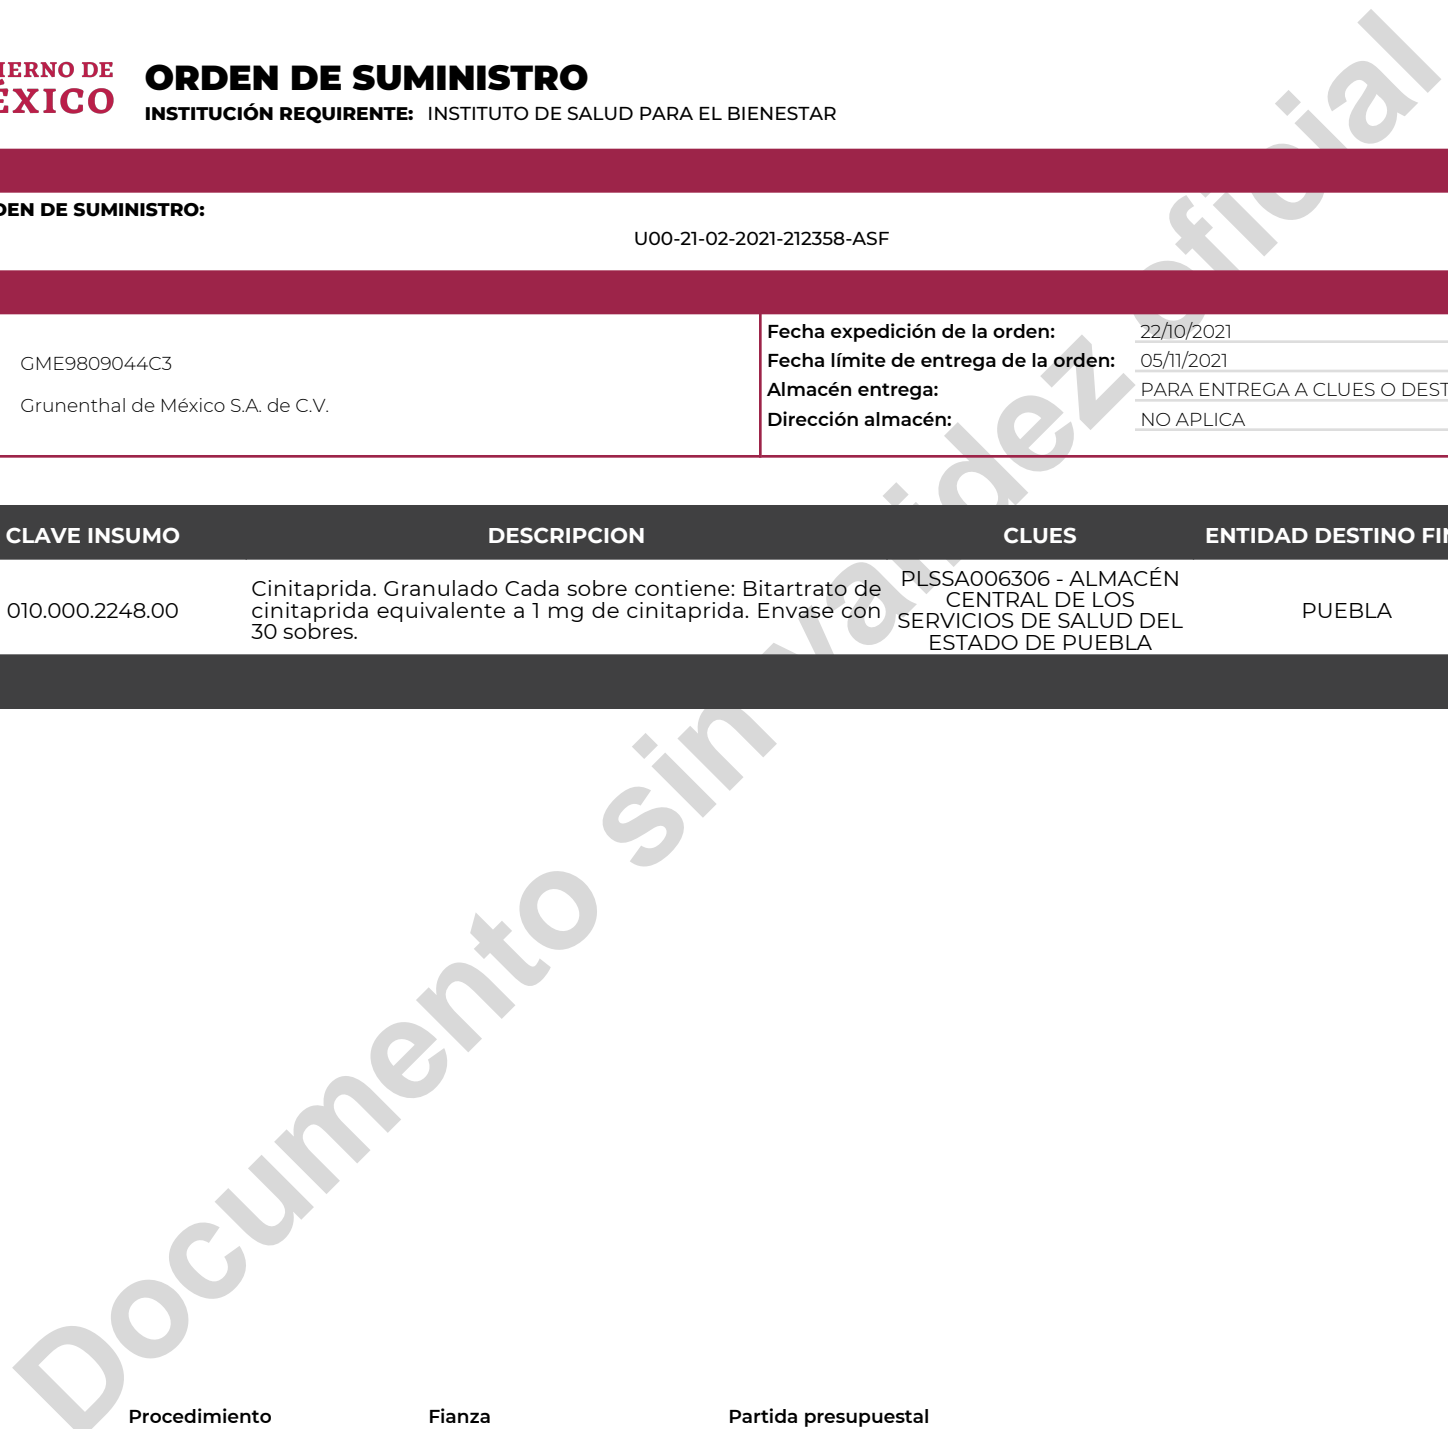 IERNO DE
ÉXICO
ORDEN DE SUMINISTRO
INSTITUCIÓN REQUIRENTE: INSTITUTO DE SALUD PARA EL BIENESTAR
DEN DE SUMINISTRO:
U00-21-02-2021-212358-ASF
GME9809044C3
Grunenthal de México S.A. de C.V.
Fecha expedición de la orden: 22/10/2021
Fecha límite de entrega de la orden: 05/11/2021
Almacén entrega: PARA ENTREGA A CLUES O DEST
Dirección almacén: NO APLICA
CLAVE INSUMO DESCRIPCION CLUES ENTIDAD DESTINO FIN
010.000.2248.00
Cinitaprida. Granulado Cada sobre contiene: Bitartrato de
cinitaprida equivalente a 1 mg de cinitaprida. Envase con
30 sobres.
PLSSA006306 - ALMACÉN
CENTRAL DE LOS
SERVICIOS DE SALUD DEL
ESTADO DE PUEBLA
PUEBLA
Documento sin validez oficial
Procedimiento Fianza Partida presupuestal